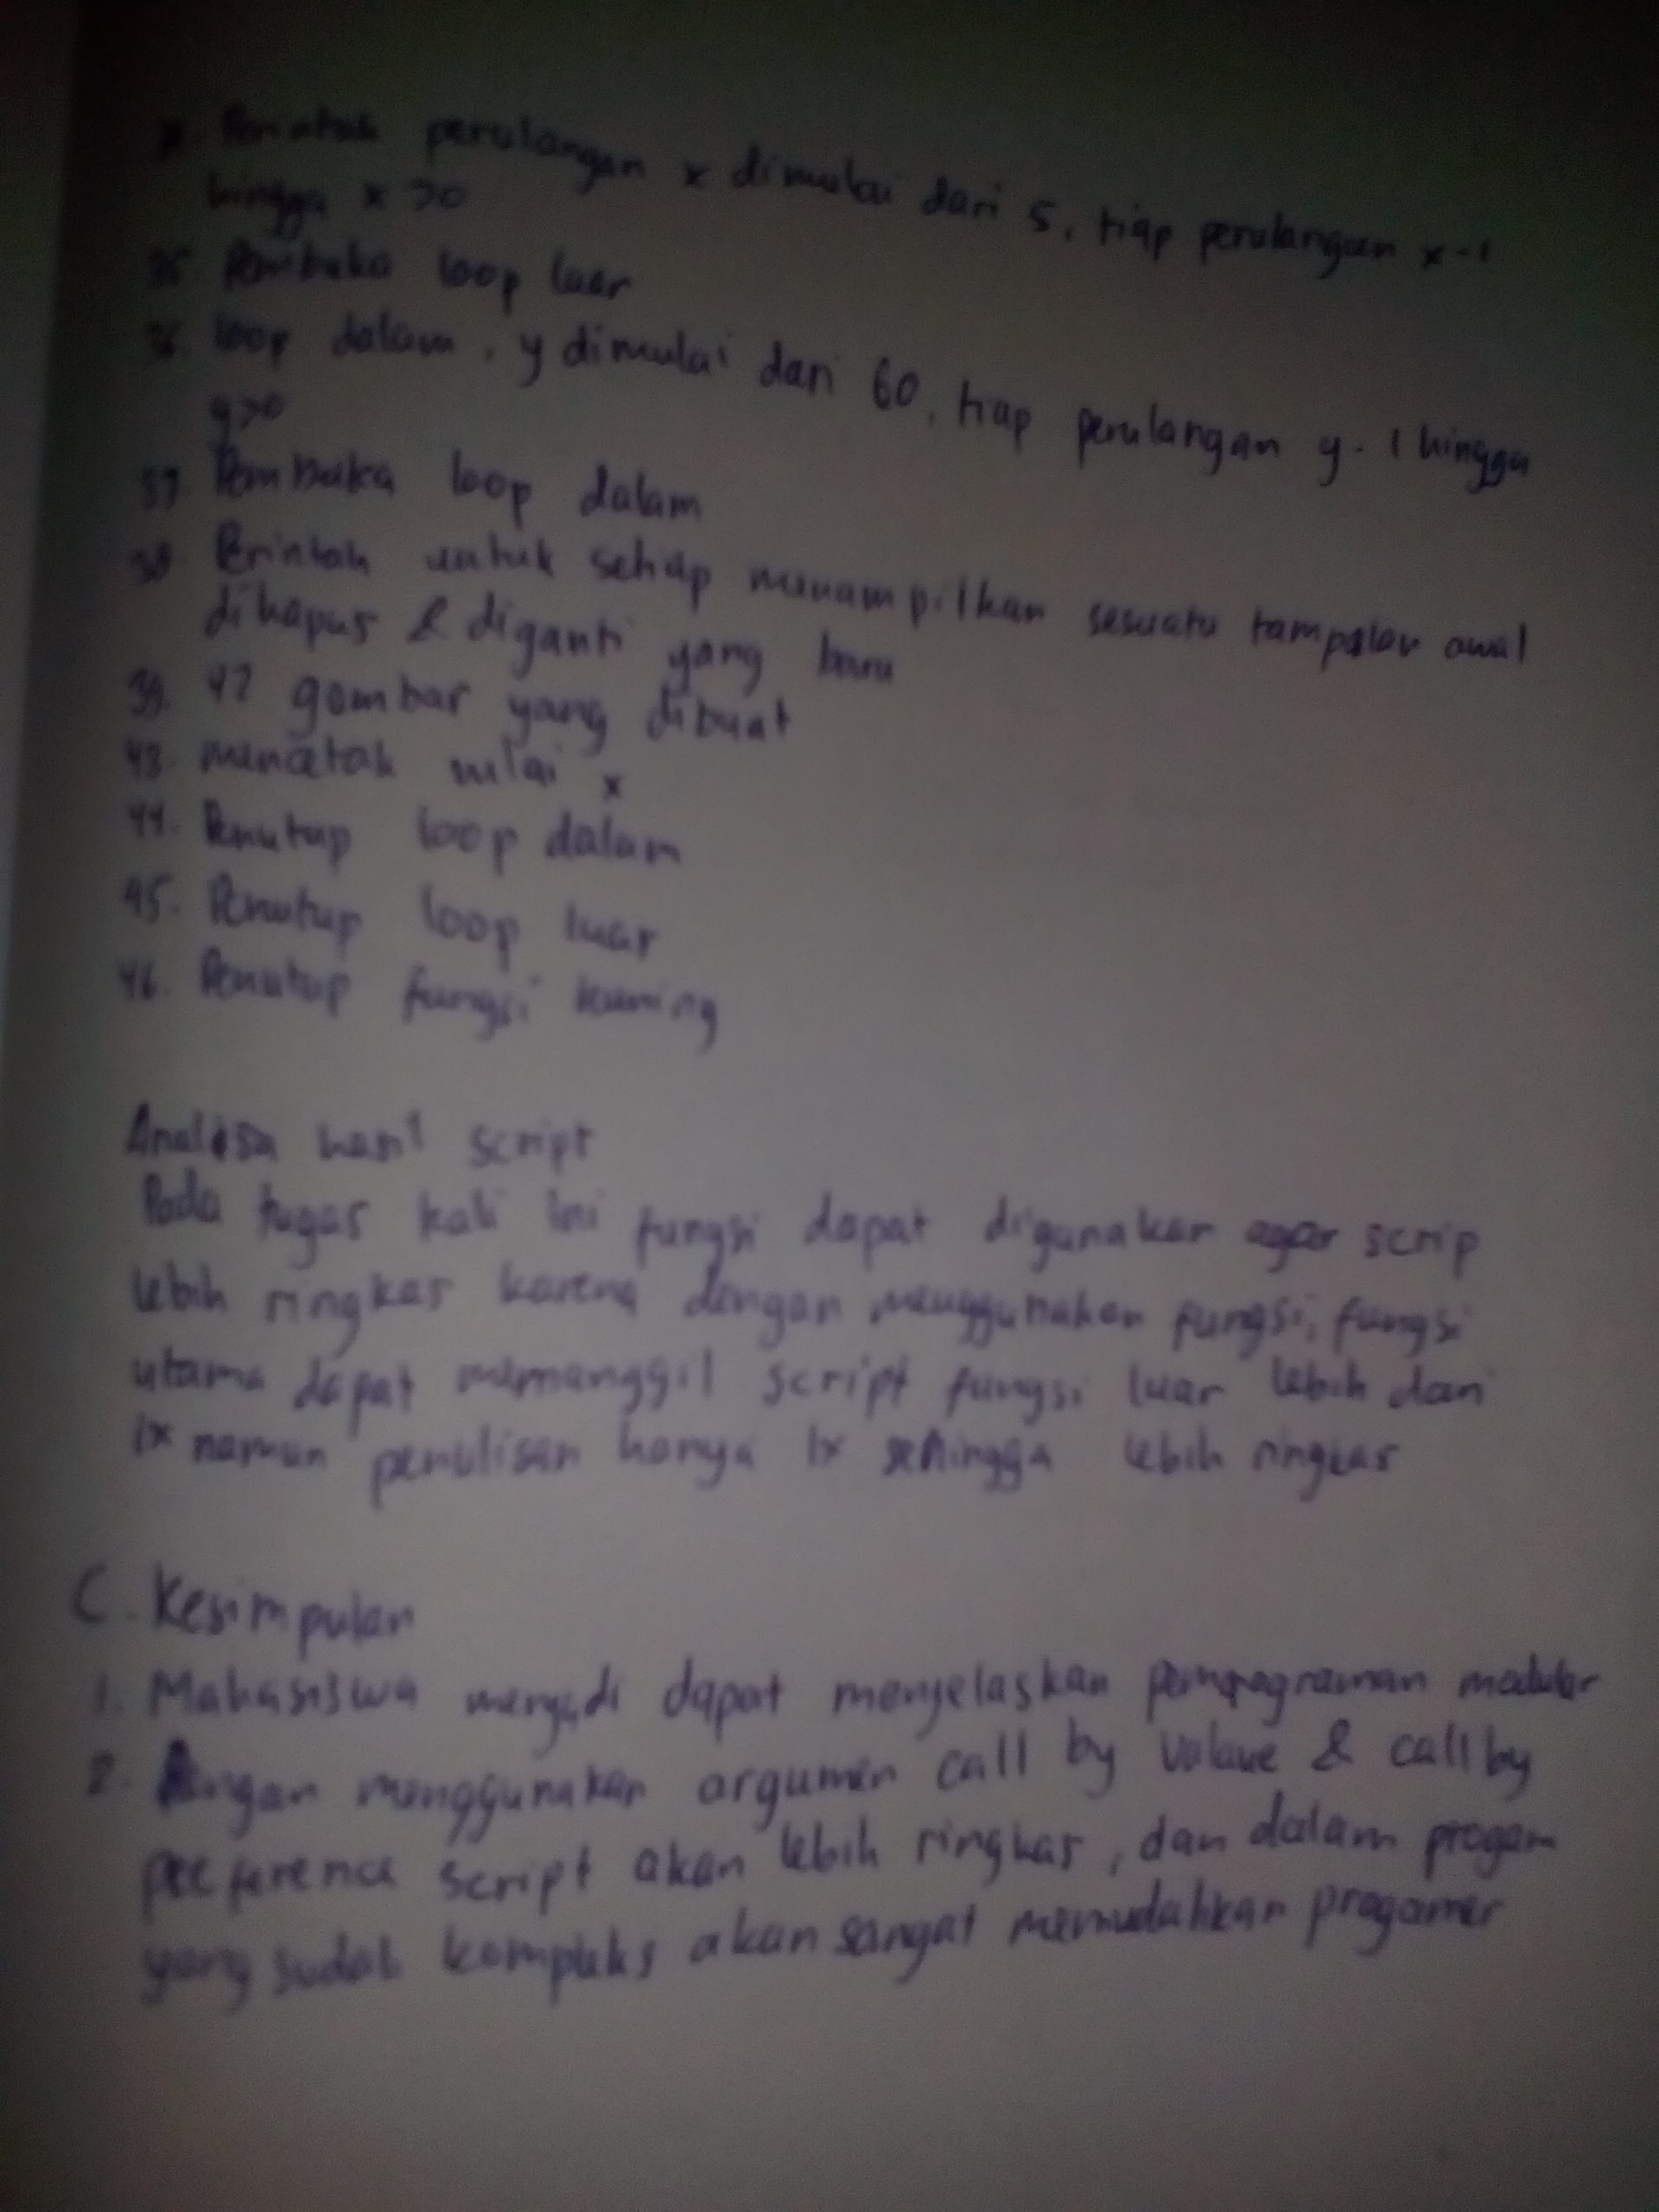 perulangan x dimulai dari 5, tiap perulangan x-1
hingga x >0
35. Pembuka loop luar
36. loop dalam, y dimulai dari 60, tiap perulangan y-1 hingga
y>0
37. Pembuka loop dalam
38. Perintah untuk setiap menampilkan sesuatu tampilan awal
dihapus & diganti yang baru
39. 42 gambar yang dibuat
43. mencetak nilai x
44. Penutup loop dalam
45. Penutup loop luar
46. Penutup fungsi kuning
Analisa hasil script
Pada tugas kali ini fungsi dapat digunakan agar scrip
lebih ringkas karena dengan menggunakan fungsi, fungsi
utama dapat memanggil script fungsi luar lebih dari
1x namun penulisan hanya 1x sehingga lebih ringkas
C. Kesimpulan
1. Mahasiswa menjadi dapat menjelaskan modular
2. Dengan menggunakan argumen call by & call by
script akan lebih ringkas, dan dalam progam
yang sudah kompleks akan sangat memudahkan progamer